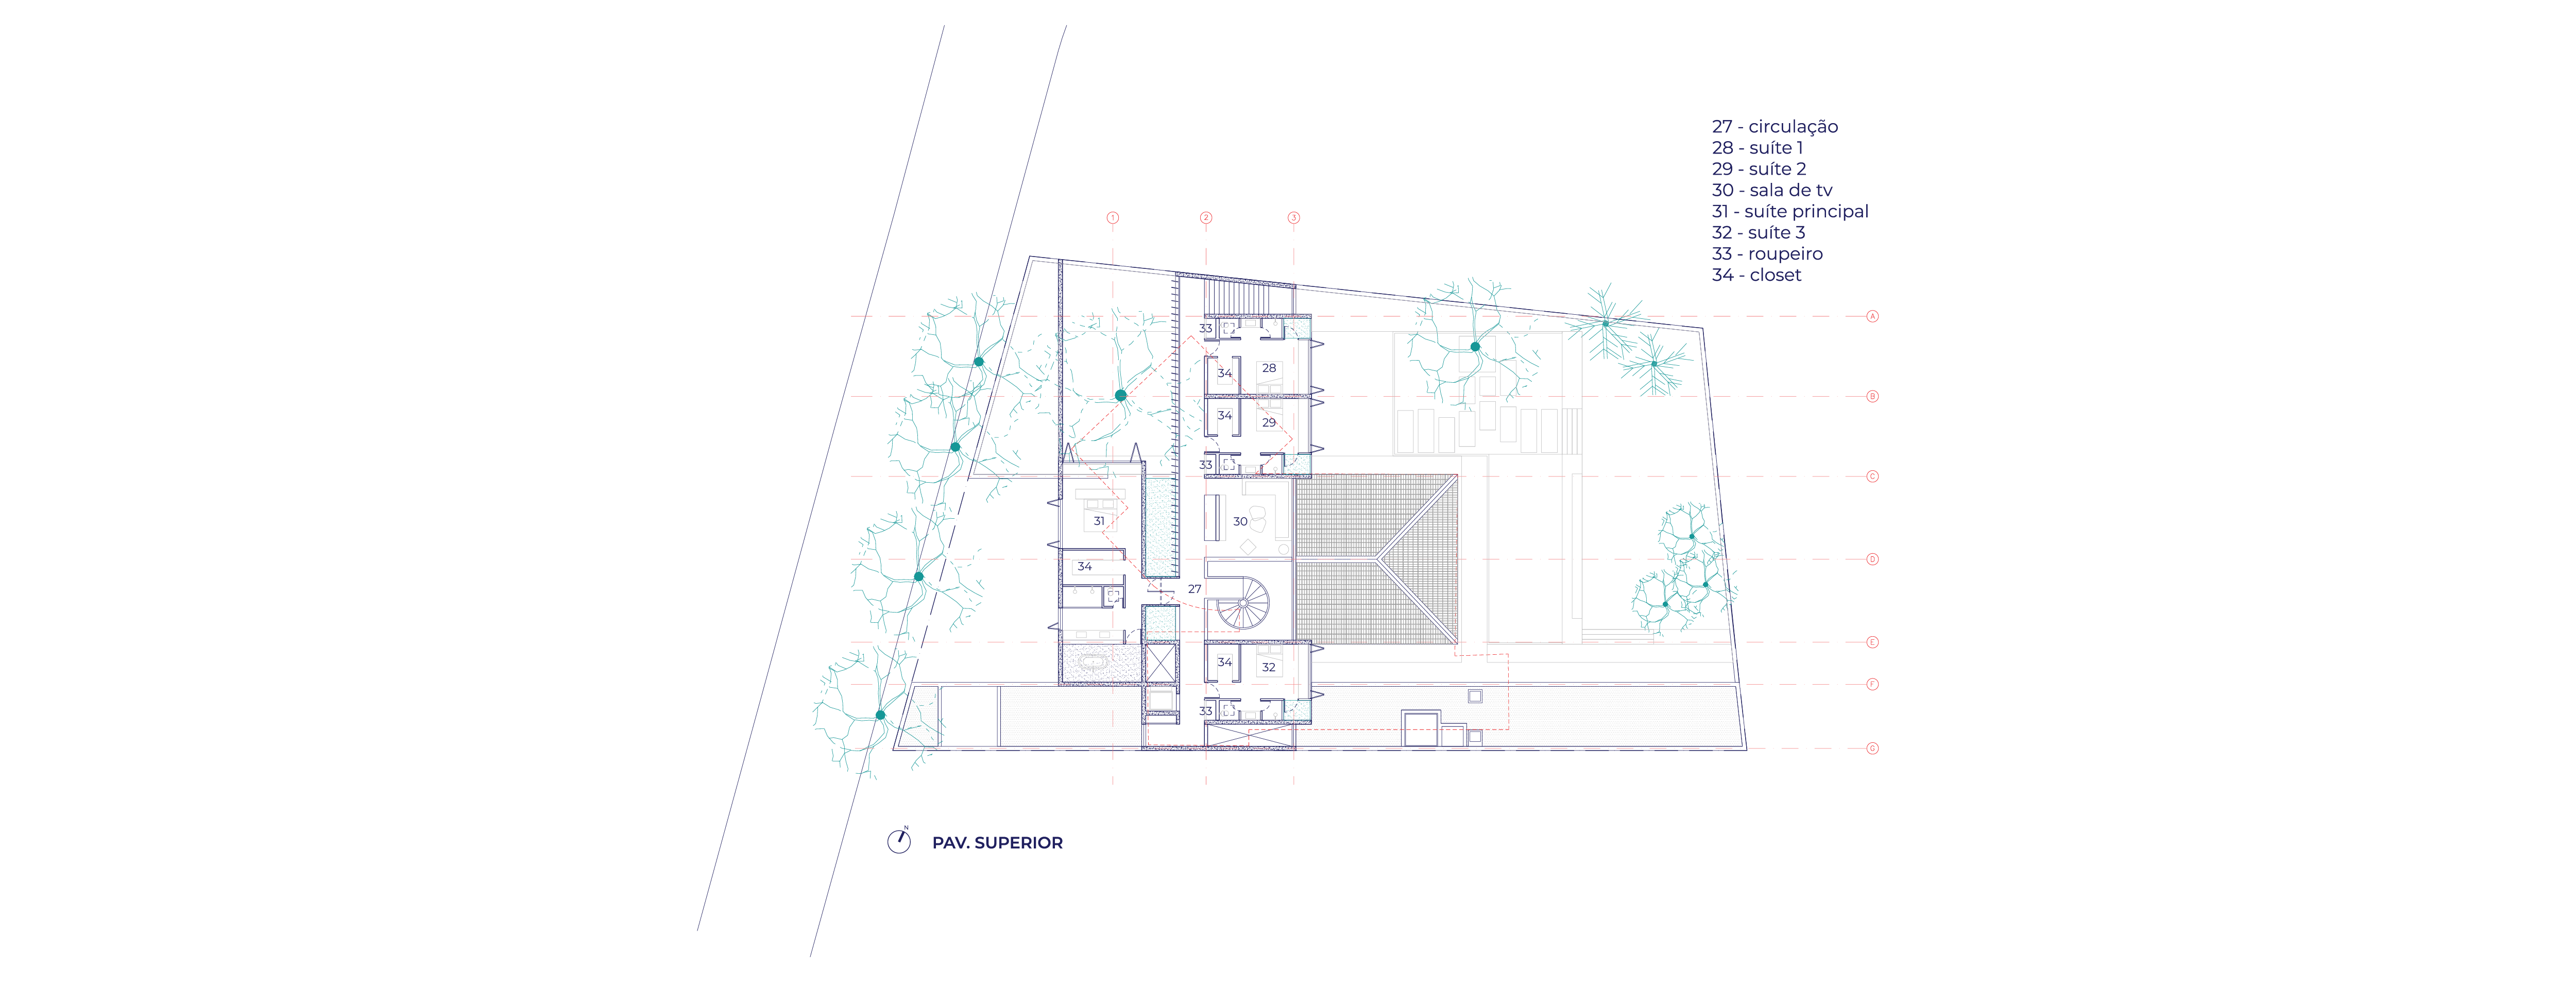 27 - circulação
28 - suíte 1
29 - suíte 2
30 - sala de tv
31 - suíte principal
32 - suíte 3
33 - roupeiro
34 - closet
1 2 3
A
33
28
34
B
34
29
33
C
31
30
34
D
27
E
34
32
F
33
G
N
PAV. SUPERIOR